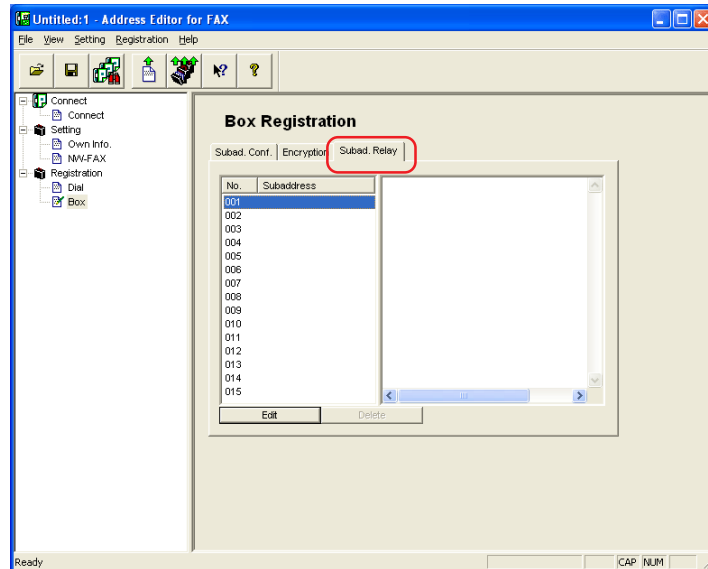 Untitled:1 - Address Editor for FAX
File View Setting Registration Help
Connect
Connect
Setting
Own Info.
NW-FAX
Registration
Dial
Box
Box Registration
Subad. Conf. Encryption Subad. Relay
No. Subaddress
001
002
003
004
005
006
007
008
009
010
011
012
013
014
015
Edit Delete
Ready CAP NUM